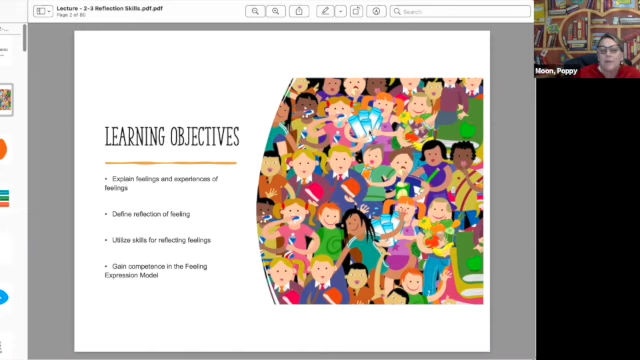 Lecture - 2-3 Reflection Skills.pdf.pdf
Page 2 of 60
Search
Moon, Poppy
LEARNING OBJECTIVES
• Explain feelings and experiences of
feelings
• Define reflection of feeling
• Utilize skills for reflecting feelings
• Gain competence in the Feeling
Expression Model